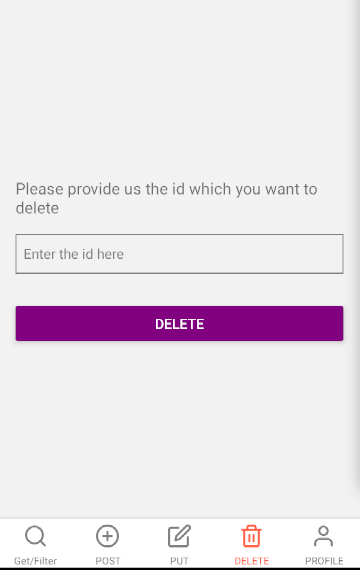 Please provide us the id which you want to
delete
Enter the id here
DELETE
Get/Filter
POST
PUT
DELETE
PROFILE